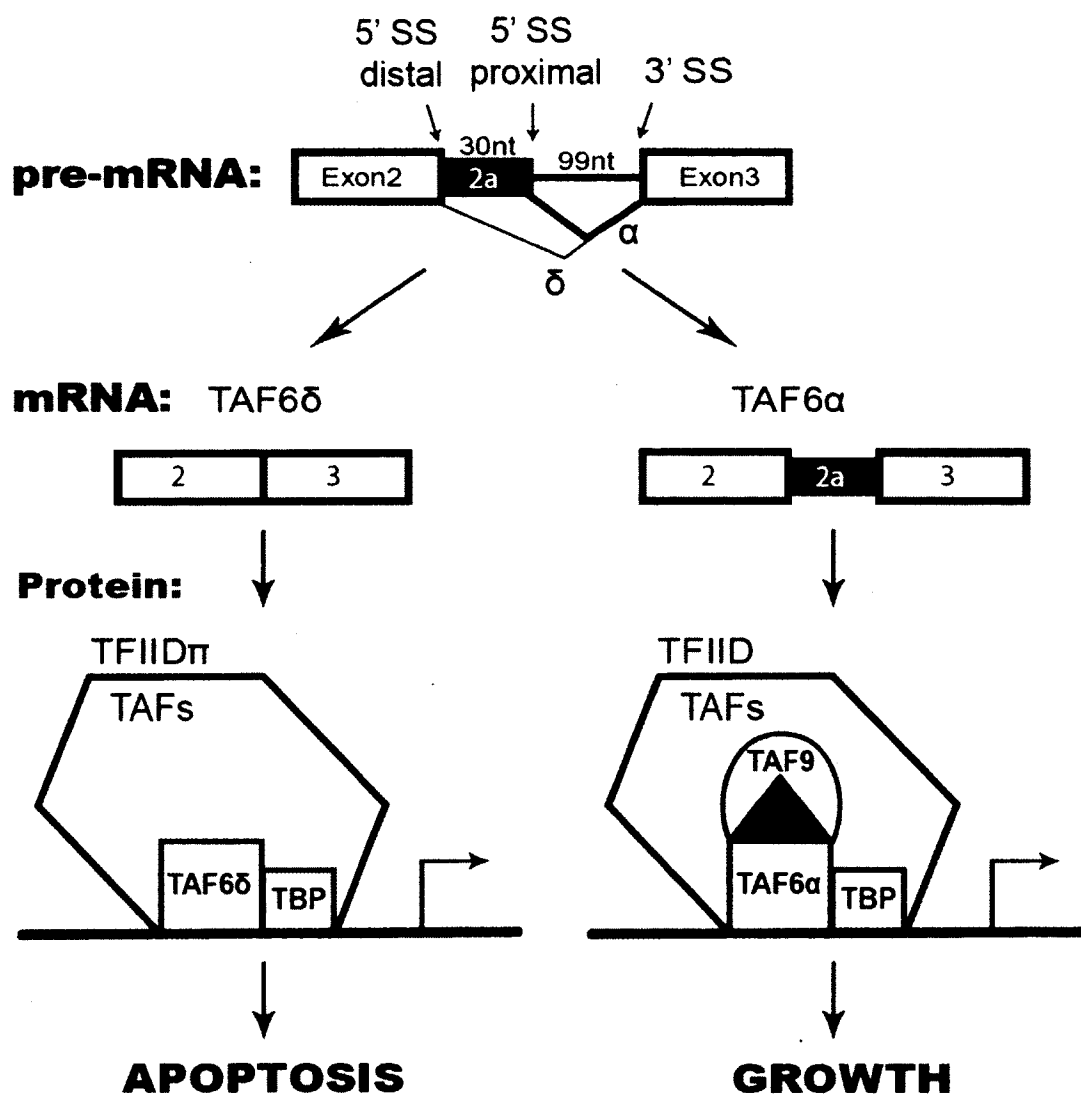 5’ SS distal
5’ SS proximal
3’ SS
pre-mRNA:
Exon2
30nt
2a
99nt
Exon3
α
δ
mRNA:
TAF6δ
TAF6α
2
3
2
2a
3
Protein:
TFIIDπ
TAFs
TAF6δ
TBP
TFIID
TAFs
TAF9
TAF6α
TBP
APOPTOSIS
GROWTH